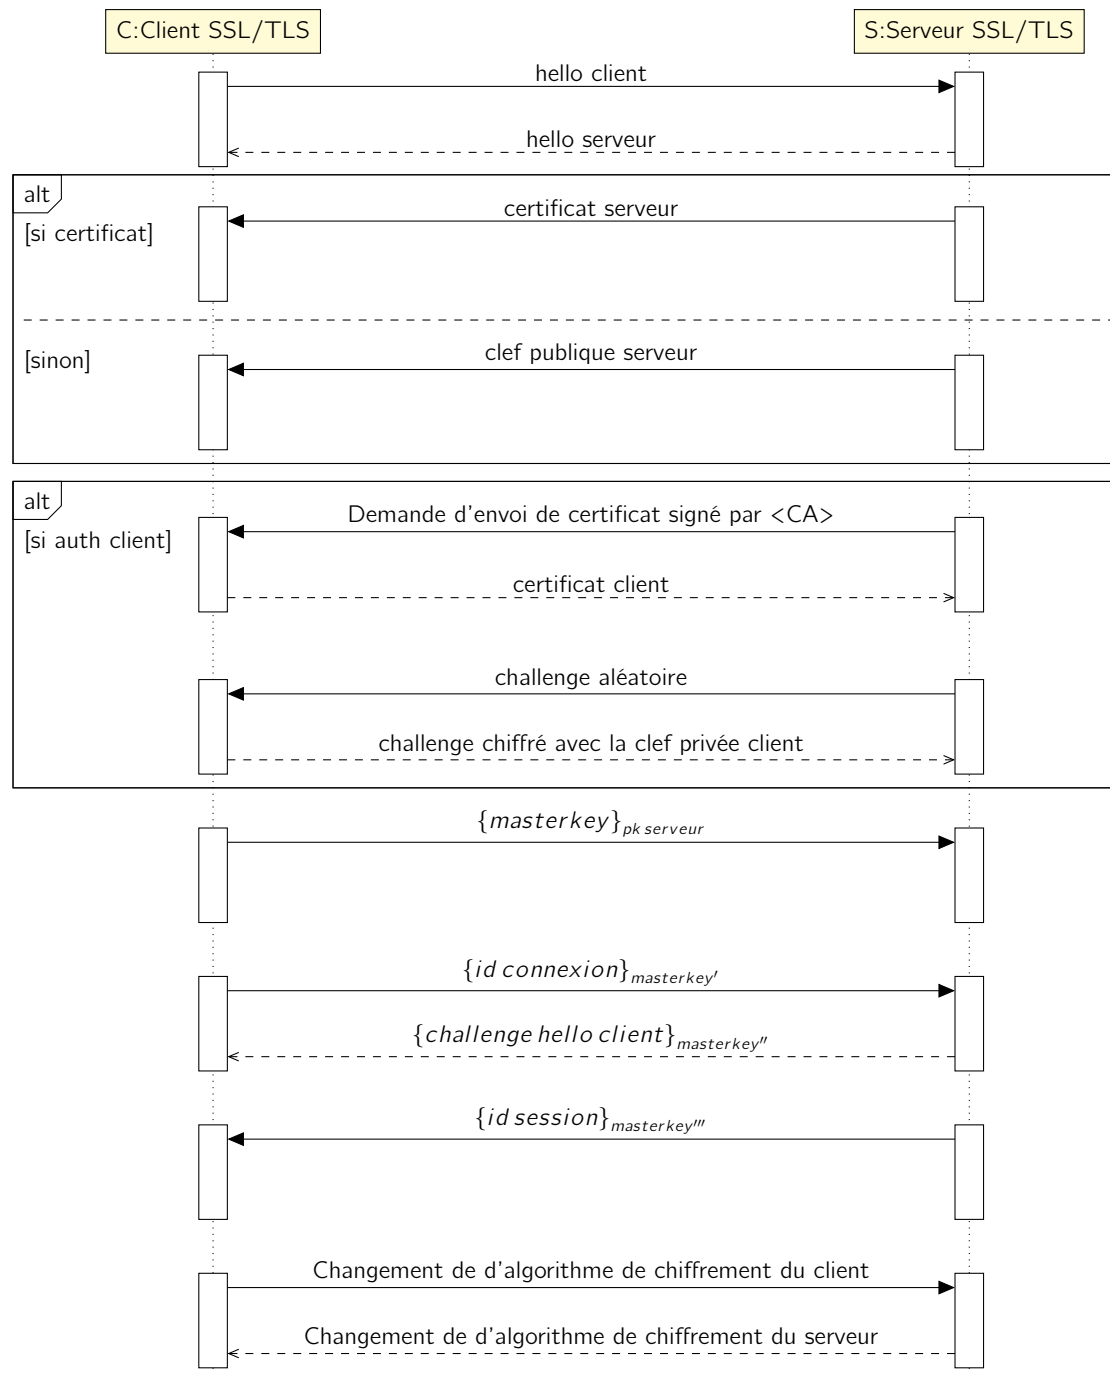 C:Client SSL/TLS
S:Serveur SSL/TLS
hello client
hello serveur
alt
[si certificat]
certificat serveur
[sinon]
clef publique serveur
alt
[si auth client]
Demande d'envoi de certificat signé par <CA>
certificat client
challenge aléatoire
challenge chiffré avec la clef privée client
{masterkey}pk serveur
{id connexion}masterkey′
{challenge hello client}masterkey″
{id session}masterkey‴
Changement de d'algorithme de chiffrement du client
Changement de d'algorithme de chiffrement du serveur